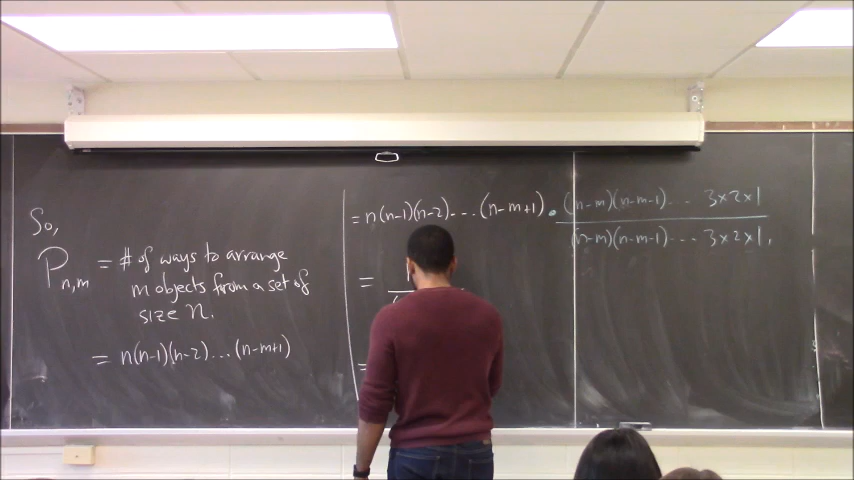 So,
P_{n,m} = # of ways to arrange
m objects from a set of
size n.
= n(n-1)(n-2)...(n-m+1)
= n(n-1)(n-2)...(n-m+1) • (n-m)(n-m-1)... 3×2×1
(n-m)(n-m-1)... 3×2×1.
=
=